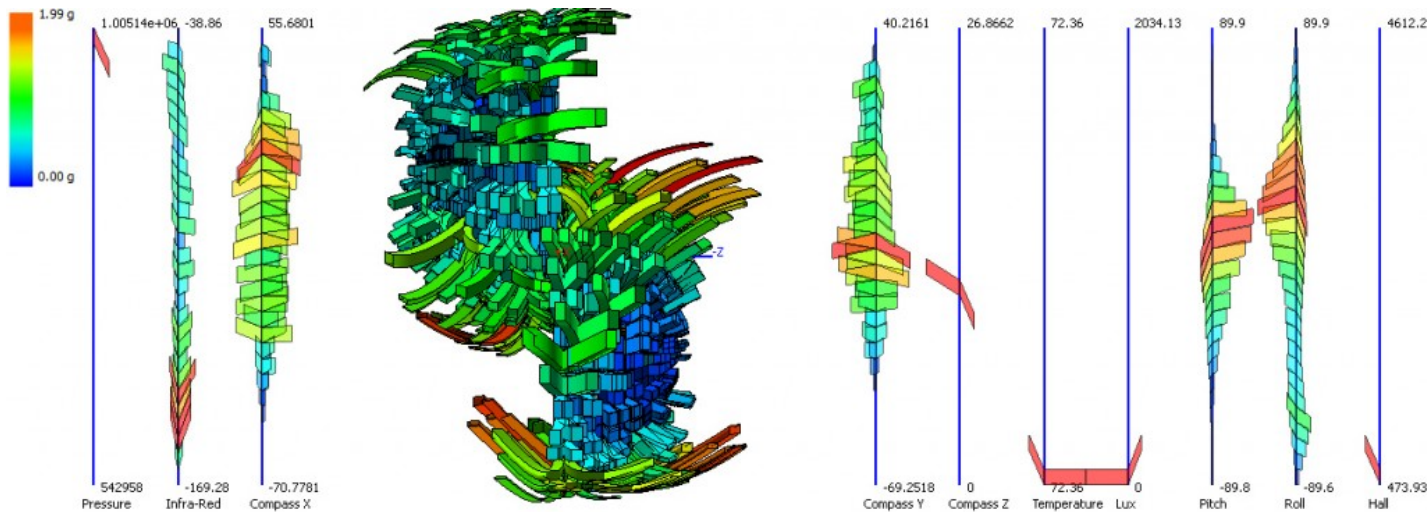 1.99 g
0.00 g
1.00514e+06
-38.86
55.6801
40.2161
26.8662
72.36
2034.13
89.9
89.9
4612.2
-Z
542958
-169.28
-70.7781
-69.2518
0
72.36
0
-89.8
-89.6
473.93
Pressure
Infra-Red
Compass X
Compass Y
Compass Z
Temperature
Lux
Pitch
Roll
Hall